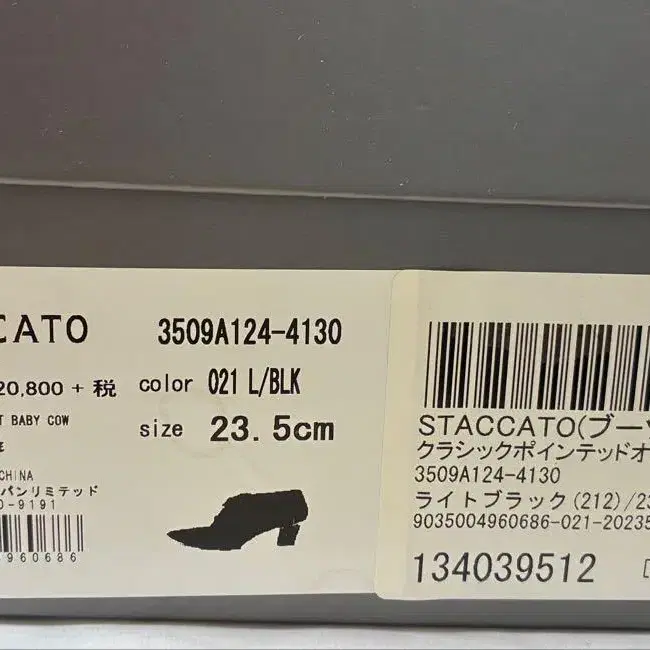 CATO
3509A124-4130
20,800 + 税
color 021 L/BLK
T BABY COW
size 23.5cm
CHINA
パンリミテッド
0-9191
960686
STACCATO(ブーツ
クラシックポインテッドオ
3509A124-4130
ライトブラック(212)/23
9035004960686-021-20235
134039512